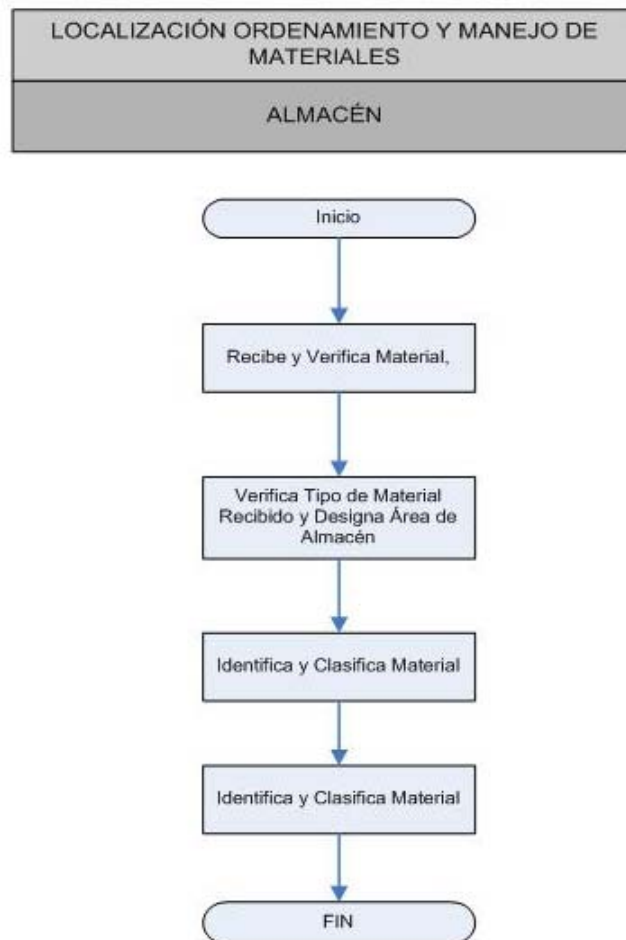 LOCALIZACIÓN ORDENAMIENTO Y MANEJO DE
MATERIALES
ALMACÉN
Inicio
Recibe y Verifica Material,
Verifica Tipo de Material
Recibido y Designa Área de
Almacén
Identifica y Clasifica Material
Identifica y Clasifica Material
FIN